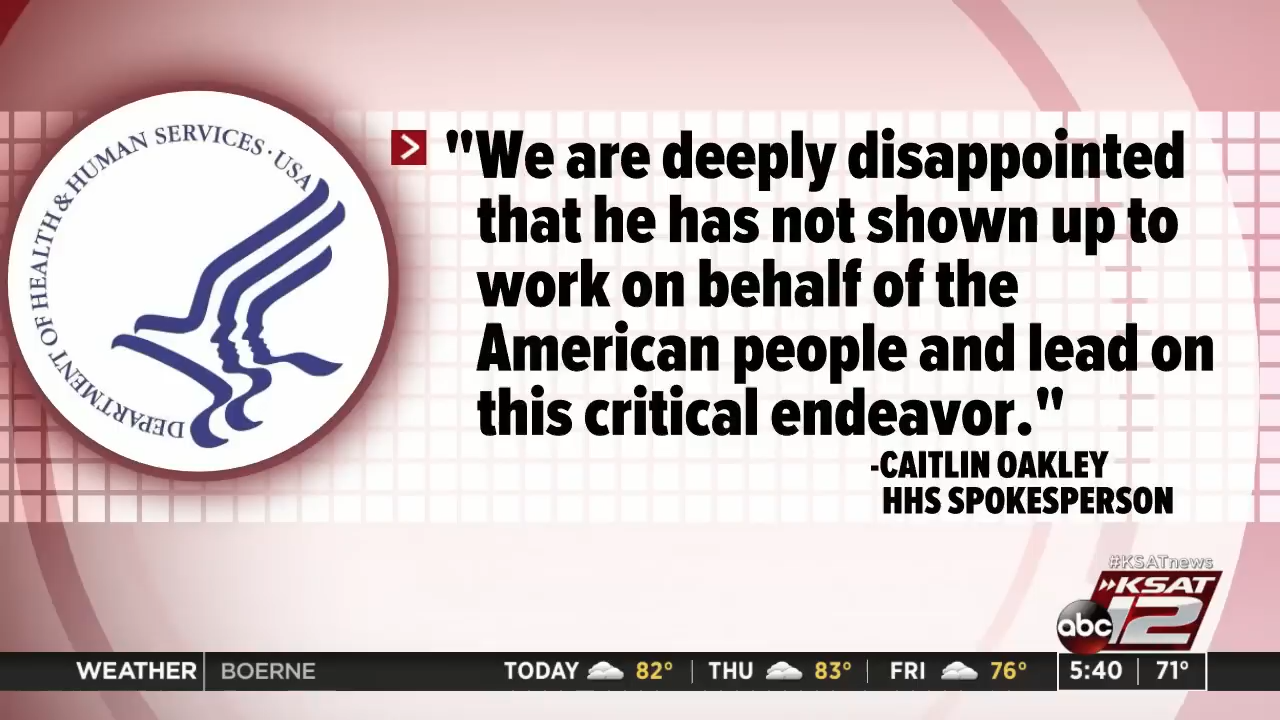 DEPARTMENT OF HEALTH & HUMAN SERVICES · USA
"We are deeply disappointed
that he has not shown up to
work on behalf of the
American people and lead on
this critical endeavor."
-CAITLIN OAKLEY
HHS SPOKESPERSON
#KSATnews
KSAT
abc 12
WEATHER BOERNE TODAY 82° THU 83° FRI 76° 5:40 71°